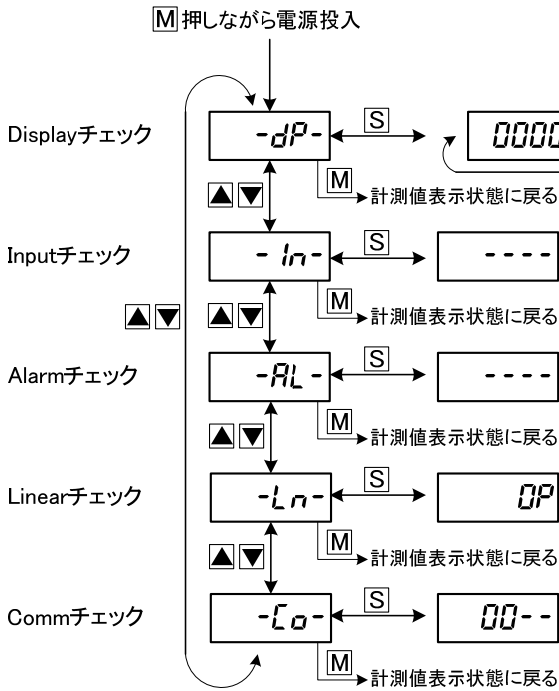 M 押しながら電源投入
Displayチェック -dP- S 0000
M 計測値表示状態に戻る
▲ ▼
Inputチェック - In- S ----
M 計測値表示状態に戻る
▲ ▼ ▲ ▼
Alarmチェック -AL- S ----
M 計測値表示状態に戻る
▲ ▼
Linearチェック -Ln- S OP
M 計測値表示状態に戻る
▲ ▼
Commチェック -Co- S 00--
M 計測値表示状態に戻る